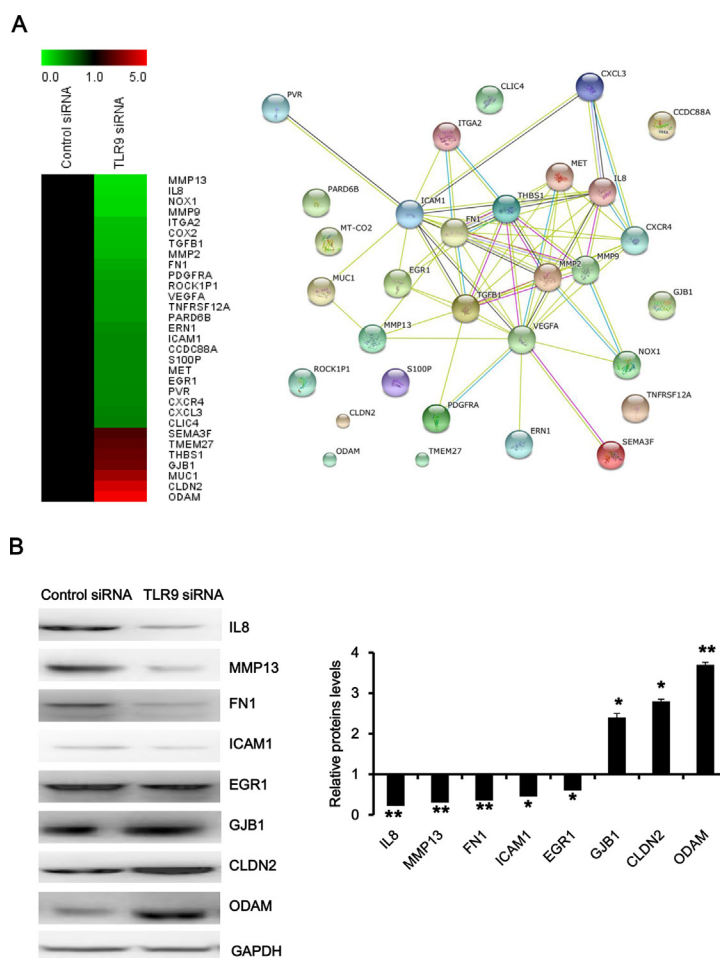 A
0.0 1.0 5.0
Control siRNA
TLR9 siRNA
MMP13
IL8
NOX1
MMP9
ITGA2
COX2
TGFB1
MMP2
FN1
PDGFRA
ROCK1P1
VEGFA
TNFRSF12A
PARD6B
ERN1
ICAM1
CCDC88A
S100P
MET
EGR1
PVR
CXCR4
CXCL3
CLIC4
SEMA3F
TMEM27
THBS1
GJB1
MUC1
CLDN2
ODAM
CXCL3
CLIC4
PVR
CCDC88A
ITGA2
MET
IL8
PARD6B
ICAM1
THBS1
FN1
CXCR4
MT-CO2
MMP9
MMP2
EGR1
MUC1
GJB1
TGFB1
VEGFA
MMP13
NOX1
ROCK1P1
S100P
TNFRSF12A
PDGFRA
CLDN2
ERN1
SEMA3F
ODAM
TMEM27
B
Control siRNA TLR9 siRNA
IL8
MMP13
FN1
ICAM1
EGR1
GJB1
CLDN2
ODAM
GAPDH
Relative proteins levels
4
3
2
1
0
** ** ** * * * * **
IL8 MMP13 FN1 ICAM1 EGR1 GJB1 CLDN2 ODAM